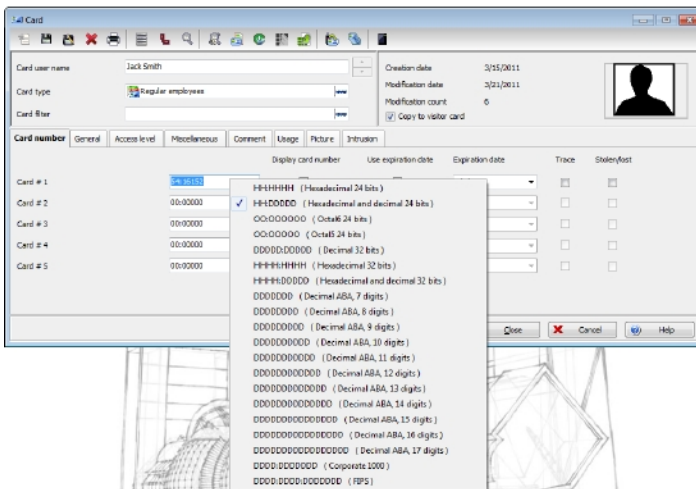 Card
Card user name
Jack Smith
Card type
Regular employees
Card filter
Creation date 3/15/2011
Modification date 3/21/2011
Modification count 6
Copy to visitor card
Card number General Access level Miscellaneous Comment Usage Picture Intrusion
Display card number Use expiration date Expiration date Trace Stolen/lost
Card # 1
Card # 2 00:00000
Card # 3 00:00000
Card # 4 00:00000
Card # 5 00:00000
HH:HHHH (Hexadecimal 24 bits)
HH:DDDDD (Hexadecimal and decimal 24 bits)
OO:OOOOOO (Octal6 24 bits)
OO:OOOOO (Octal5 24 bits)
DDDDD:DDDDD (Decimal 32 bits)
HHHH:HHHH (Hexadecimal 32 bits)
HHHH:DDDDD (Hexadecimal and decimal 32 bits)
DDDDDDD (Decimal ABA, 7 digits)
DDDDDDDD (Decimal ABA, 8 digits)
DDDDDDDDD (Decimal ABA, 9 digits)
DDDDDDDDDD (Decimal ABA, 10 digits)
DDDDDDDDDDD (Decimal ABA, 11 digits)
DDDDDDDDDDDD (Decimal ABA, 12 digits)
DDDDDDDDDDDDD (Decimal ABA, 13 digits)
DDDDDDDDDDDDDD (Decimal ABA, 14 digits)
DDDDDDDDDDDDDDD (Decimal ABA, 15 digits)
DDDDDDDDDDDDDDDD (Decimal ABA, 16 digits)
DDDDDDDDDDDDDDDDD (Decimal ABA, 17 digits)
DDDD:DDDDDDD (Corporate 1000)
DDDD:DDDD:DDDDDDD (FIPS)
Close Cancel Help